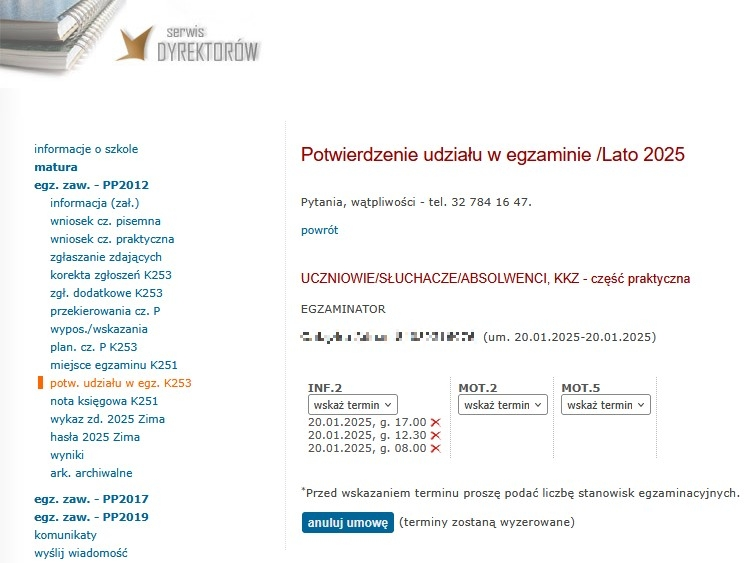 serwis
DYREKTORÓW
informacje o szkole
matura
egz. zaw. - PP2012
informacja (zał.)
wniosek cz. pisemna
wniosek cz. praktyczna
zgłaszanie zdających
korekta zgłoszeń K253
zgł. dodatkowe K253
przekierowania cz. P
wypos./wskazania
plan. cz. P K253
miejsce egzaminu K251
potw. udziału w egz. K253
nota księgowa K251
wykaz zd. 2025 Zima
hasła 2025 Zima
wyniki
ark. archiwalne
egz. zaw. - PP2017
egz. zaw. - PP2019
komunikaty
wyślij wiadomość
Potwierdzenie udziału w egzaminie /Lato 2025
Pytania, wątpliwości - tel. 32 784 16 47.
powrót
UCZNIOWIE/SŁUCHACZE/ABSOLWENCI, KKZ - część praktyczna
EGZAMINATOR
(um. 20.01.2025-20.01.2025)
INF.2 MOT.2 MOT.5
wskaż termin wskaż termin wskaż termin
20.01.2025, g. 17.00
20.01.2025, g. 12.30
20.01.2025, g. 08.00
*Przed wskazaniem terminu proszę podać liczbę stanowisk egzaminacyjnych.
anuluj umowę (terminy zostaną wyzerowane)